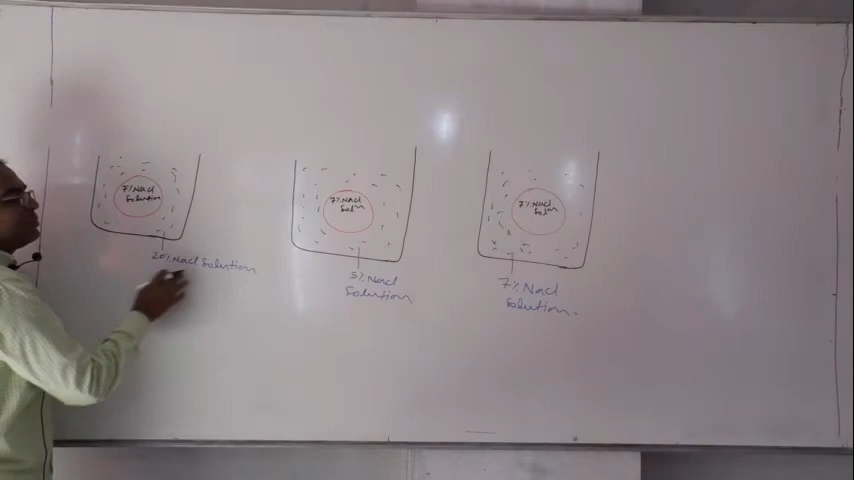 7% Nacl
Solution
20% Nacl Solution
7% Nacl
Soln
5% Nacl
Solution
7% Nacl
Soln
7% Nacl
Solution.